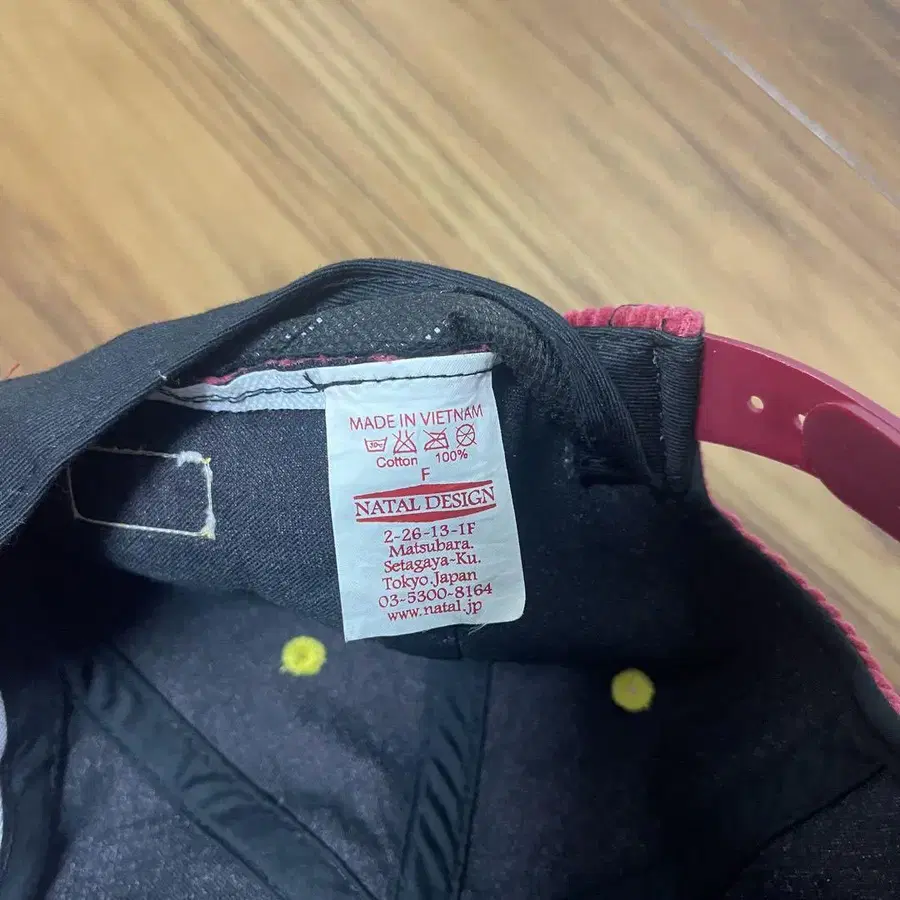 MADE IN VIETNAM
30°C
Cotton 100%
F
NATAL DESIGN
2-26-13-1F
Matsubara.
Setagaya-Ku.
Tokyo.Japan
03-5300-8164
www.natal.jp